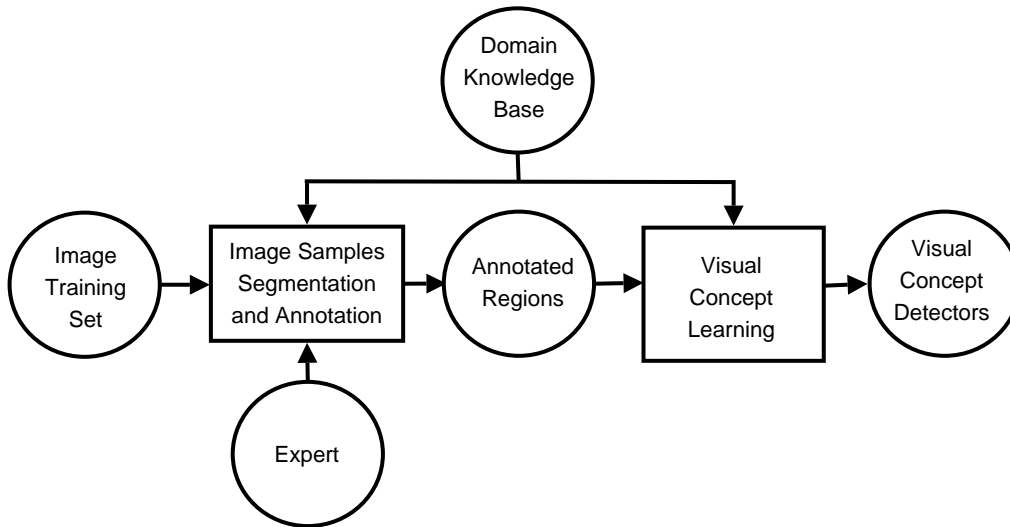 Domain
Knowledge
Base
Image
Training
Set
Image Samples
Segmentation
and Annotation
Annotated
Regions
Visual
Concept
Learning
Visual
Concept
Detectors
Expert